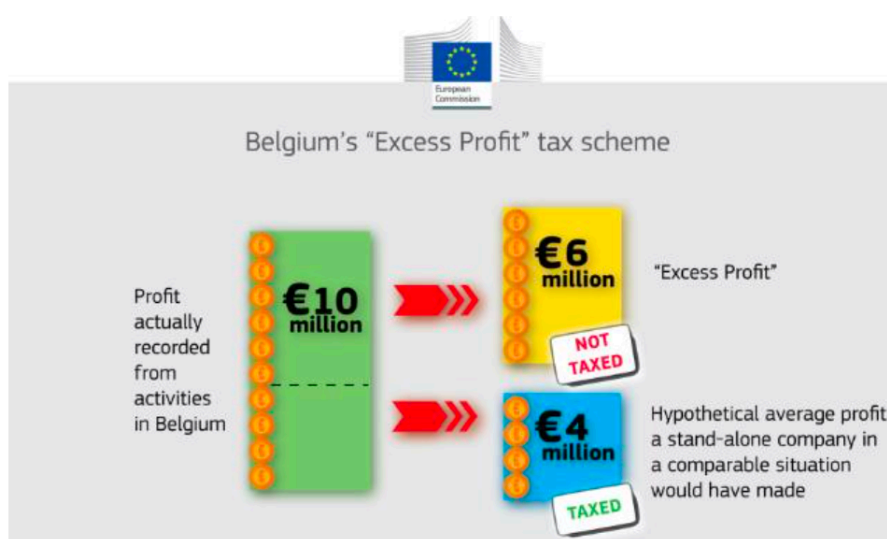 European
Commission
Belgium's “Excess Profit” tax scheme
Profit
actually
recorded
from
activities
in Belgium
€10
million
€6
million
NOT
TAXED
“Excess Profit”
€4
million
TAXED
Hypothetical average profit
a stand-alone company in
a comparable situation
would have made